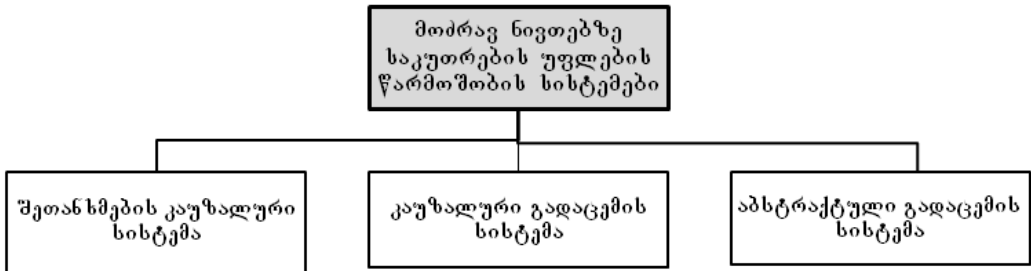 მოძრავ ნივთებზე
საკუთრების უფლების
წარმოშობის სისტემები
შეთანხმების კაუზალური
სისტემა
კაუზალური გადაცემის
სისტემა
აბსტრაქტული გადაცემის
სისტემა